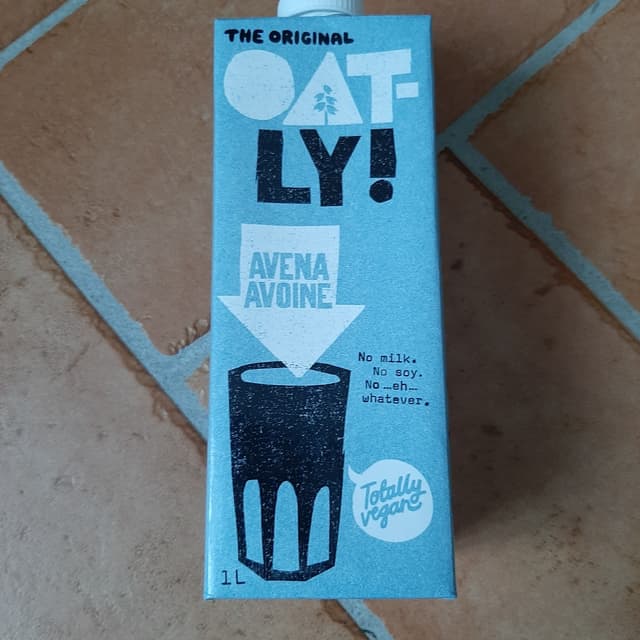 THE ORIGINAL
OAT-
LY!
AVENA
AVOINE
No milk.
No soy.
No …eh…
whatever.
Totally
vegan
1L